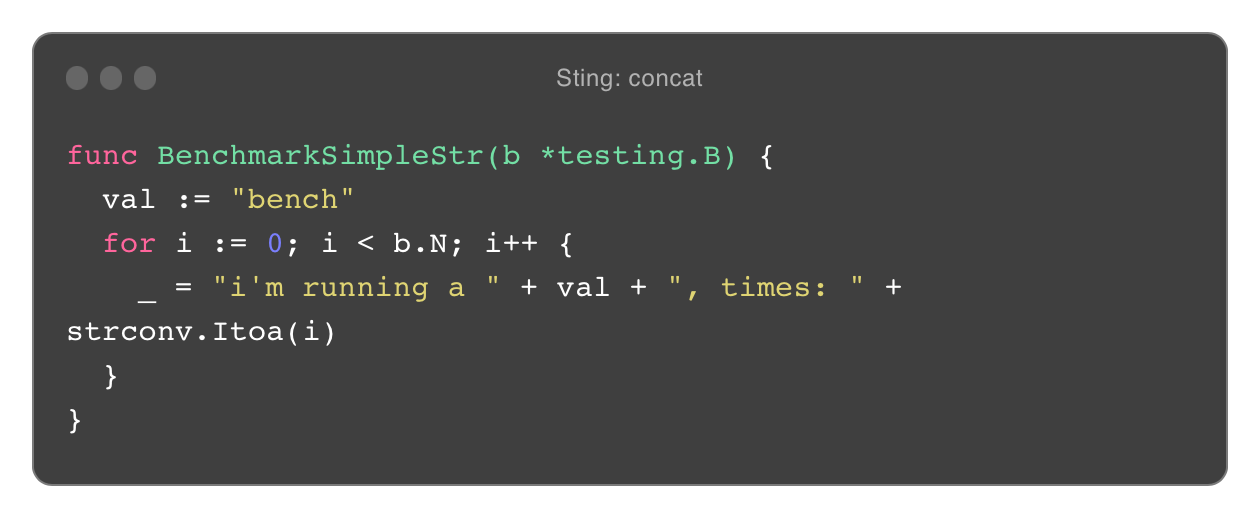 Sting: concat
func BenchmarkSimpleStr(b *testing.B) {
  val := "bench"
  for i := 0; i < b.N; i++ {
    _ = "i'm running a " + val + ", times: " +
strconv.Itoa(i)
  }
}